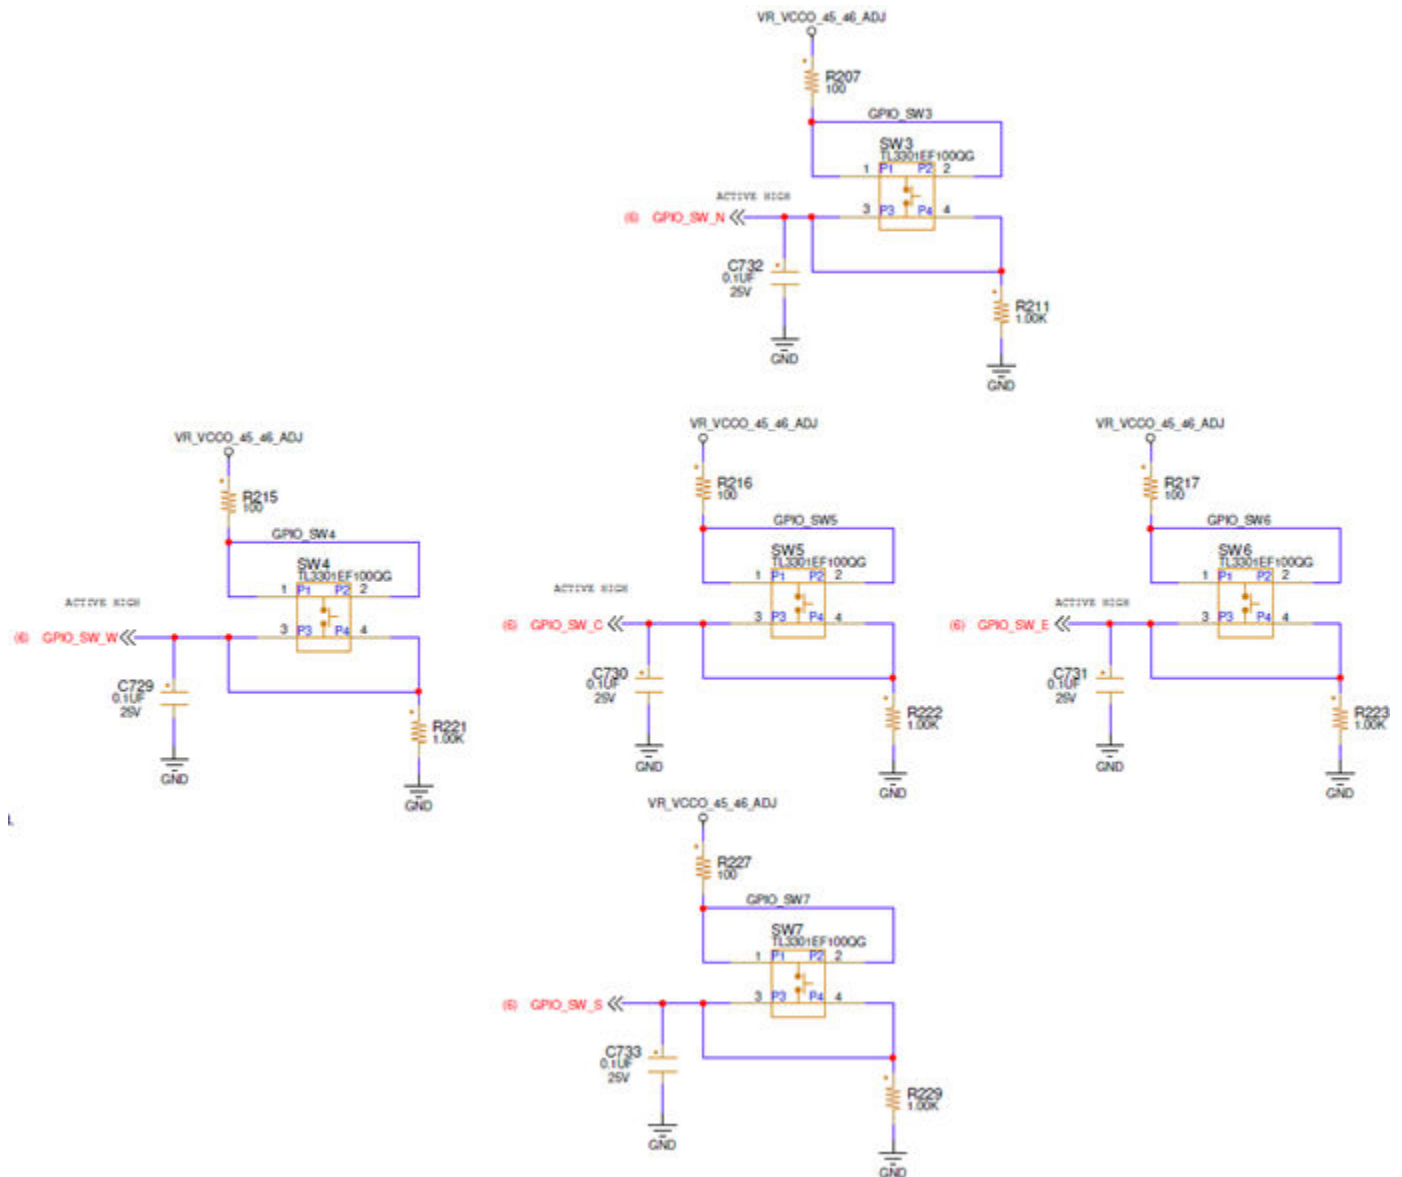 VR_VCCO_45_46_ADJ
R207
100
GPIO_SW3
SW3
TL3301EF100QG
1 P1 P2 2
ACTIVE HIGH
(6) GPIO_SW_N
3 P3 P4 4
C732
0.1UF
25V
R211
1.00K
GND
GND
VR_VCCO_45_46_ADJ
R215
100
GPIO_SW4
SW4
TL3301EF100QG
1 P1 P2 2
ACTIVE HIGH
(6) GPIO_SW_W
3 P3 P4 4
C729
0.1UF
25V
R221
1.00K
GND
GND
VR_VCCO_45_46_ADJ
R216
100
GPIO_SW5
SW5
TL3301EF100QG
1 P1 P2 2
ACTIVE HIGH
(6) GPIO_SW_C
3 P3 P4 4
C730
0.1UF
25V
R222
1.00K
GND
GND
VR_VCCO_45_46_ADJ
R217
100
GPIO_SW6
SW6
TL3301EF100QG
1 P1 P2 2
ACTIVE HIGH
(6) GPIO_SW_E
3 P3 P4 4
C731
0.1UF
25V
R223
1.00K
GND
GND
VR_VCCO_45_46_ADJ
R227
100
GPIO_SW7
SW7
TL3301EF100QG
1 P1 P2 2
(6) GPIO_SW_S
3 P3 P4 4
C733
0.1UF
25V
R229
1.00K
GND
GND